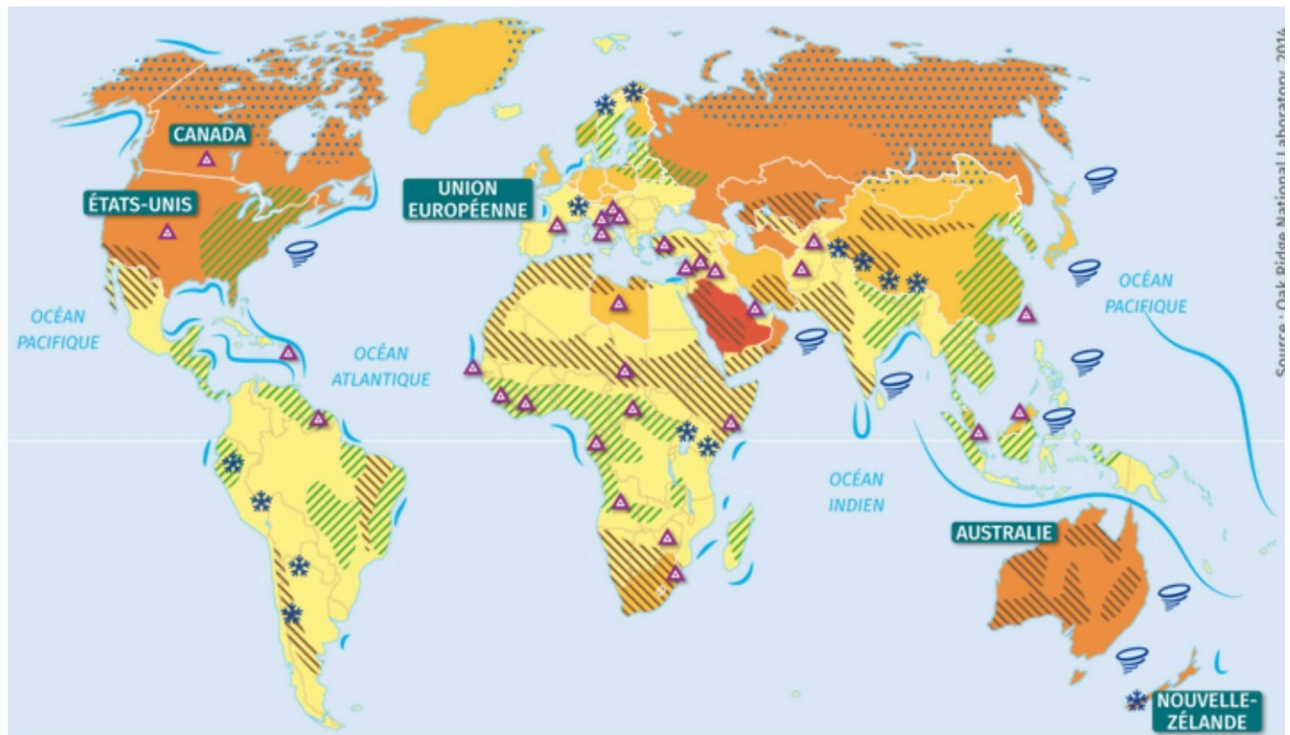 CANADA
ÉTATS-UNIS
UNION
EUROPÉENNE
OCÉAN
PACIFIQUE
OCÉAN
ATLANTIQUE
OCÉAN
PACIFIQUE
OCÉAN
INDIEN
AUSTRALIE
NOUVELLE-
ZÉLANDE
Source : Oak Ridge National Laboratory, 2014